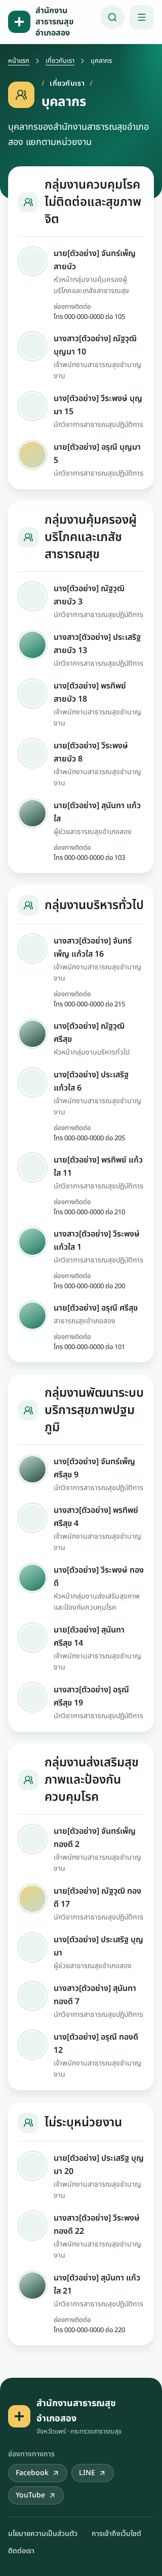 สำนักงาน
สาธารณสุข
อำเภอสอง
หน้าแรก > เกี่ยวกับเรา > บุคลากร
/ เกี่ยวกับเรา /
บุคลากร
บุคลากรของสำนักงานสาธารณสุขอำเภอ
สอง แยกตามหน่วยงาน
กลุ่มงานควบคุมโรค
ไม่ติดต่อและสุขภาพ
จิต
นาย[ตัวอย่าง] จันทร์เพ็ญ
สายบัว
หัวหน้ากลุ่มงานคุ้มครองผู้
บริโภคและเภสัชสาธารณสุข
ช่องทางติดต่อ
โทร 000-000-0000 ต่อ 105
นางสาว[ตัวอย่าง] ณัฐวุฒิ
บุญมา 10
เจ้าพนักงานสาธารณสุขชำนาญ
งาน
นาง[ตัวอย่าง] วีระพงษ์ บุญ
มา 15
นักวิชาการสาธารณสุขปฏิบัติการ
นาย[ตัวอย่าง] อรุณี บุญมา
5
นักวิชาการสาธารณสุขปฏิบัติการ
กลุ่มงานคุ้มครองผู้
บริโภคและเภสัช
สาธารณสุข
นาง[ตัวอย่าง] ณัฐวุฒิ
สายบัว 3
นักวิชาการสาธารณสุขปฏิบัติการ
นางสาว[ตัวอย่าง] ประเสริฐ
สายบัว 13
นักวิชาการสาธารณสุขปฏิบัติการ
นาง[ตัวอย่าง] พรทิพย์
สายบัว 18
เจ้าพนักงานสาธารณสุขชำนาญ
งาน
นาย[ตัวอย่าง] วีระพงษ์
สายบัว 8
เจ้าพนักงานสาธารณสุขชำนาญ
งาน
นาย[ตัวอย่าง] สุนันทา แก้ว
ใส
ผู้ช่วยสาธารณสุขอำเภอสอง
ช่องทางติดต่อ
โทร 000-000-0000 ต่อ 103
กลุ่มงานบริหารทั่วไป
นางสาว[ตัวอย่าง] จันทร์
เพ็ญ แก้วใส 16
เจ้าพนักงานสาธารณสุขชำนาญ
งาน
ช่องทางติดต่อ
โทร 000-000-0000 ต่อ 215
นาง[ตัวอย่าง] ณัฐวุฒิ
ศรีสุข
หัวหน้ากลุ่มงานบริหารทั่วไป
นาย[ตัวอย่าง] ประเสริฐ
แก้วใส 6
เจ้าพนักงานสาธารณสุขชำนาญ
งาน
ช่องทางติดต่อ
โทร 000-000-0000 ต่อ 205
นาย[ตัวอย่าง] พรทิพย์ แก้ว
ใส 11
นักวิชาการสาธารณสุขปฏิบัติการ
ช่องทางติดต่อ
โทร 000-000-0000 ต่อ 210
นางสาว[ตัวอย่าง] วีระพงษ์
แก้วใส 1
นักวิชาการสาธารณสุขปฏิบัติการ
ช่องทางติดต่อ
โทร 000-000-0000 ต่อ 200
นาย[ตัวอย่าง] อรุณี ศรีสุข
สาธารณสุขอำเภอสอง
ช่องทางติดต่อ
โทร 000-000-0000 ต่อ 101
กลุ่มงานพัฒนาระบบ
บริการสุขภาพปฐม
ภูมิ
นาง[ตัวอย่าง] จันทร์เพ็ญ
ศรีสุข 9
นักวิชาการสาธารณสุขปฏิบัติการ
นางสาว[ตัวอย่าง] พรทิพย์
ศรีสุข 4
เจ้าพนักงานสาธารณสุขชำนาญ
งาน
นาย[ตัวอย่าง] วีระพงษ์ ทอง
ดี
หัวหน้ากลุ่มงานส่งเสริมสุขภาพ
และป้องกันควบคุมโรค
นาย[ตัวอย่าง] สุนันทา
ศรีสุข 14
เจ้าพนักงานสาธารณสุขชำนาญ
งาน
นางสาว[ตัวอย่าง] อรุณี
ศรีสุข 19
นักวิชาการสาธารณสุขปฏิบัติการ
กลุ่มงานส่งเสริมสุข
ภาพและป้องกัน
ควบคุมโรค
นาย[ตัวอย่าง] จันทร์เพ็ญ
ทองดี 2
เจ้าพนักงานสาธารณสุขชำนาญ
งาน
นาย[ตัวอย่าง] ณัฐวุฒิ ทอง
ดี 17
นักวิชาการสาธารณสุขปฏิบัติการ
นาง[ตัวอย่าง] ประเสริฐ บุญ
มา
ผู้ช่วยสาธารณสุขอำเภอสอง
นางสาว[ตัวอย่าง] สุนันทา
ทองดี 7
นักวิชาการสาธารณสุขปฏิบัติการ
นาง[ตัวอย่าง] อรุณี ทองดี
12
เจ้าพนักงานสาธารณสุขชำนาญ
งาน
ไม่ระบุหน่วยงาน
นาย[ตัวอย่าง] ประเสริฐ บุญ
มา 20
เจ้าพนักงานสาธารณสุขชำนาญ
งาน
นางสาว[ตัวอย่าง] วีระพงษ์
ทองดี 22
เจ้าพนักงานสาธารณสุขชำนาญ
งาน
นาง[ตัวอย่าง] สุนันทา แก้ว
ใส 21
นักวิชาการสาธารณสุขปฏิบัติการ
ช่องทางติดต่อ
โทร 000-000-0000 ต่อ 220
สำนักงานสาธารณสุข
อำเภอสอง
จังหวัดแพร่ · กระทรวงสาธารณสุข
ช่องทางทางการ
Facebook LINE
YouTube
นโยบายความเป็นส่วนตัว การเข้าถึงเว็บไซต์
ติดต่อเรา